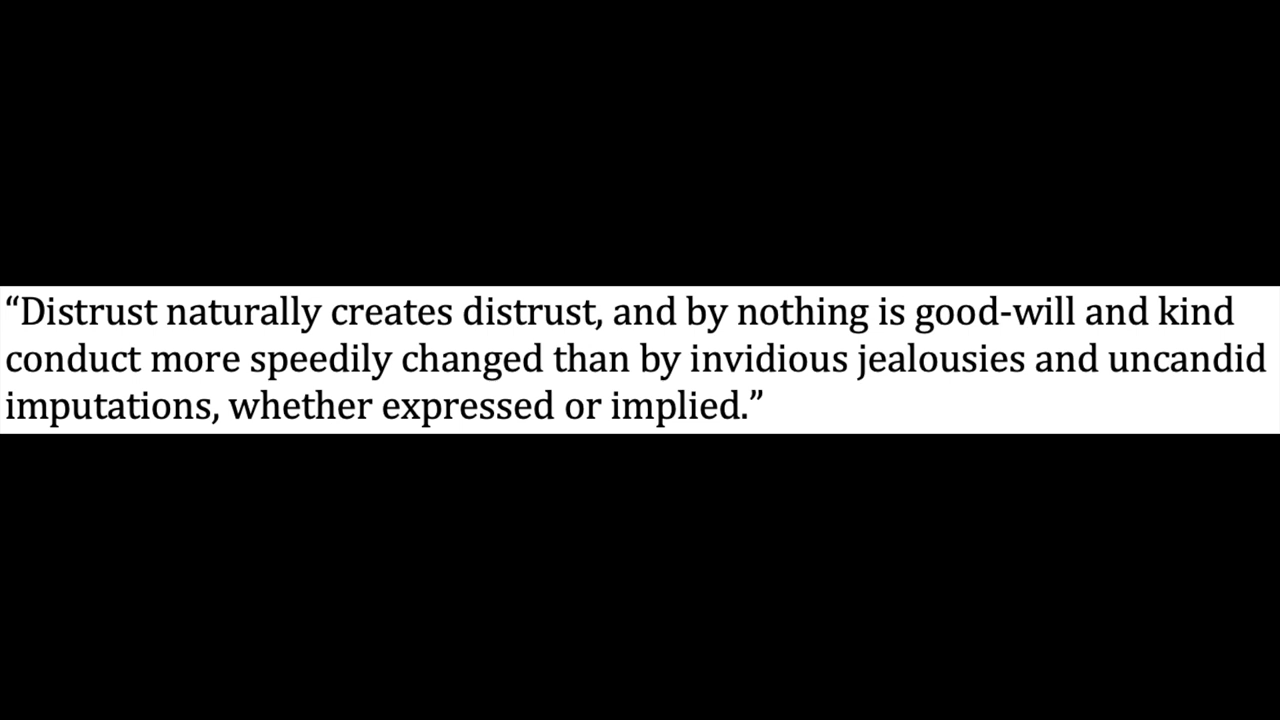 “Distrust naturally creates distrust, and by nothing is good-will and kind
conduct more speedily changed than by invidious jealousies and uncandid
imputations, whether expressed or implied.”